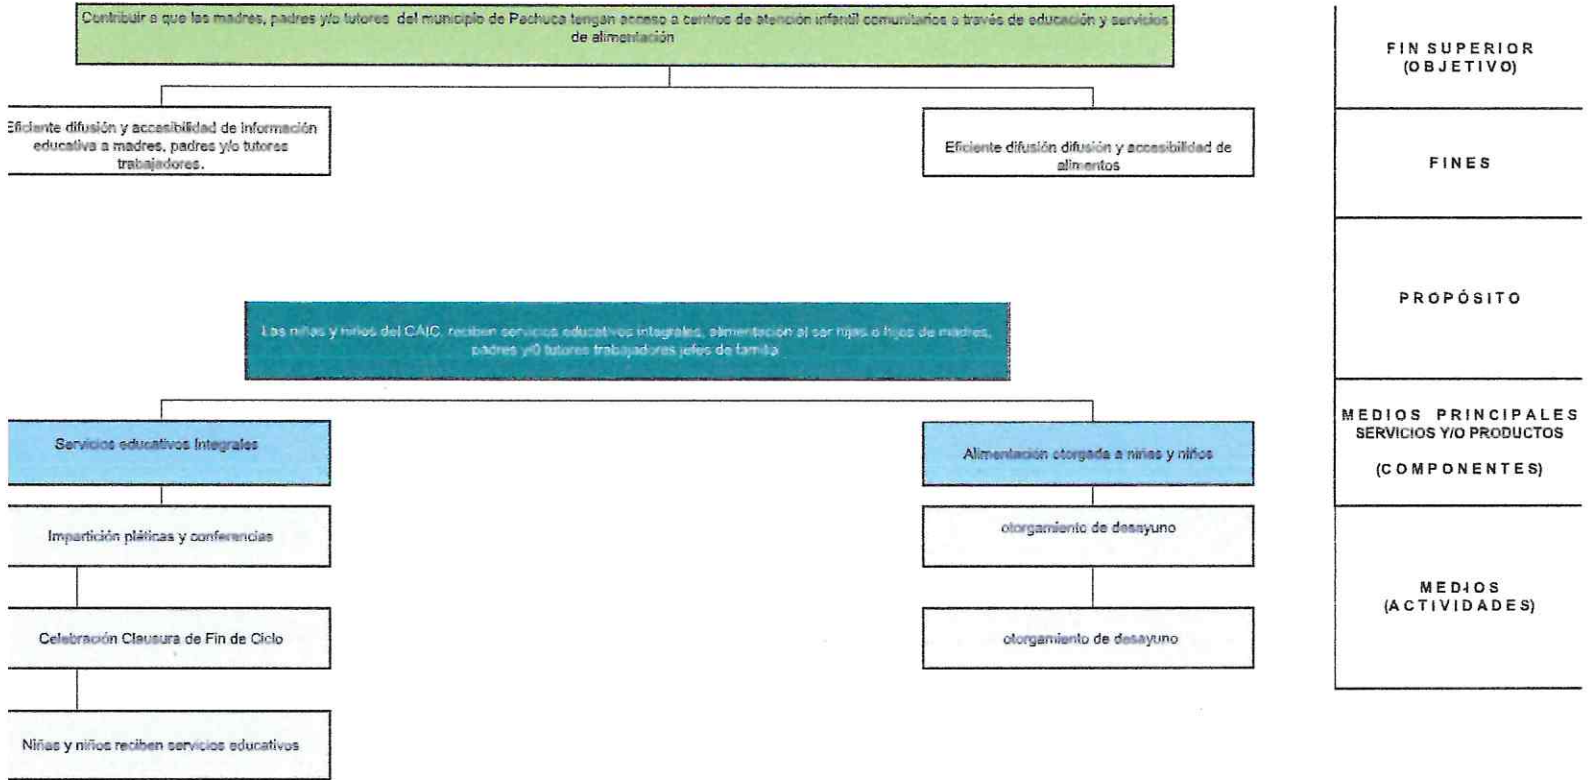 Contribuir a que las madres, padres y/o tutores del municipio de Pachuca tengan acceso a centros de atención infantil comunitarios a través de educación y servicios
de alimentación
FIN SUPERIOR
(OBJETIVO)
Eficiente difusión y accesibilidad de información
educativa a madres, padres y/o tutores
trabajadores.
Eficiente difusión difusión y accesibilidad de
alimentos
FINES
Las niñas y niños del CAIC, reciben servicios educativos integrales, alimentación al ser hijas o hijos de madres,
padres y/0 tutores trabajadores jefes de familia
PROPÓSITO
Servicios educativos Integrales
Alimentación otorgada a niñas y niños
MEDIOS PRINCIPALES
SERVICIOS Y/O PRODUCTOS
(COMPONENTES)
Impartición pláticas y conferencias
otorgamiento de desayuno
Celebración Clausura de Fin de Ciclo
otorgamiento de desayuno
MEDIOS
(ACTIVIDADES)
Niñas y niños reciben servicios educativos